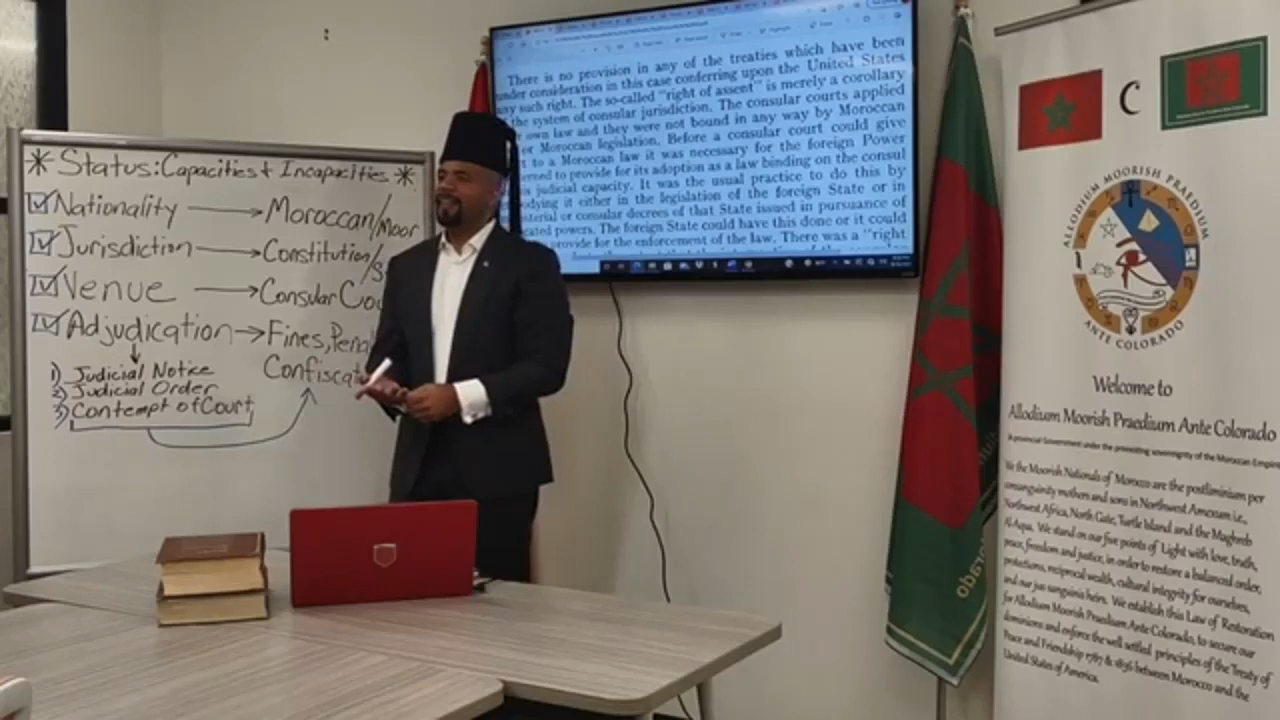 * Status: Capacities & Incapacities *
Nationality → Moroccan/Moor
Jurisdiction → Constitution/
Venue → Consular
Adjudication → Fines,
1) Judicial Notice
2) Judicial Order
3) Contempt of Court
There is no provision in any of the treaties which have been
under consideration in this case conferring upon the United States
any such right. The so-called "right of assent" is merely a corollary
the system of consular jurisdiction. The consular courts applied
own law and they were not bound in any way by Moroccan
or Moroccan legislation. Before a consular court could give
to a Moroccan law it was necessary for the foreign Power
to provide for its adoption as a law binding on the consul
judicial capacity. It was the usual practice to do this by
it either in the legislation of the foreign State or in
or consular decrees of that State issued in pursuance of
powers. The foreign State could have this done or it could
provide for the enforcement of the law. There was a "right
ALLODIUM MOORISH PRAEDIUM
ANTE COLORADO
Welcome to
Allodium Moorish Praedium Ante Colorado
A provincial Government under the preexisting sovereignty of the Moroccan Empire
We the Moorish Nationals of Morocco are the postliminium per
consanguinity mothers and sons in Northwest Amexum i.e.,
Northwest Africa, North Gate, Turtle Island and the Maghreb
Al Aqsa. We stand on our five points of Light with love, truth,
peace, freedom and justice, in order to restore a balanced order,
protections, reciprocal wealth, cultural integrity for ourselves,
and our jus sanguinis heirs. We establish this Law of Restoration
for Allodium Moorish Praedium Ante Colorado, to secure our
dominions and enforce the well settled principles of the Treaty of
Peace and Friendship 1787 & 1836 between Morocco and the
United States of America.